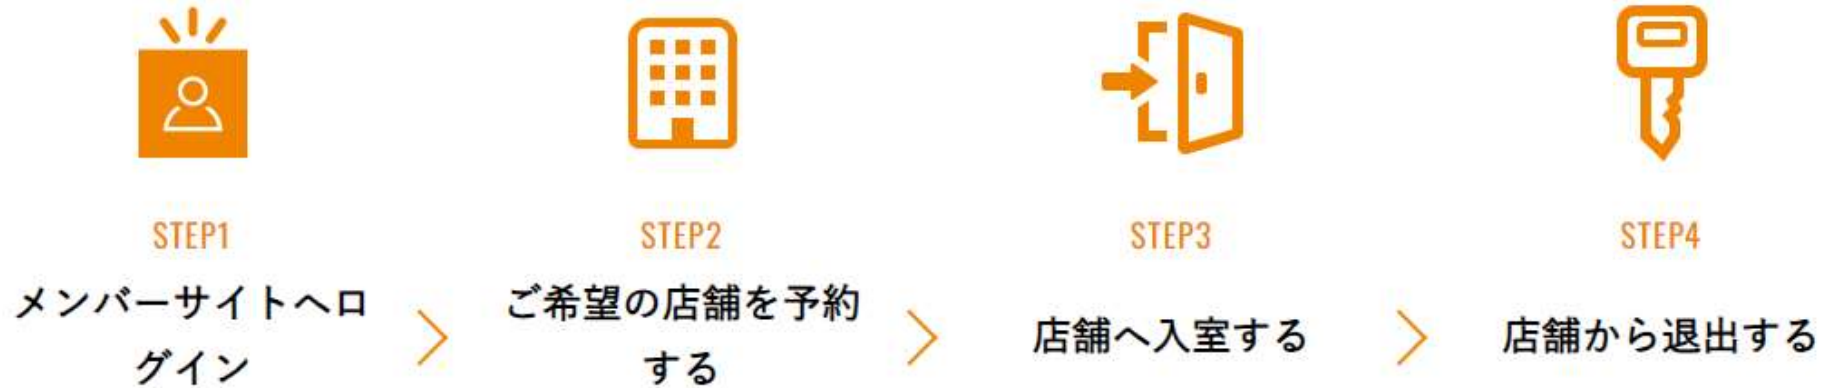 STEP1
メンバーサイトへロ
グイン
STEP2
ご希望の店舗を予約
する
STEP3
店舗へ入室する
STEP4
店舗から退出する